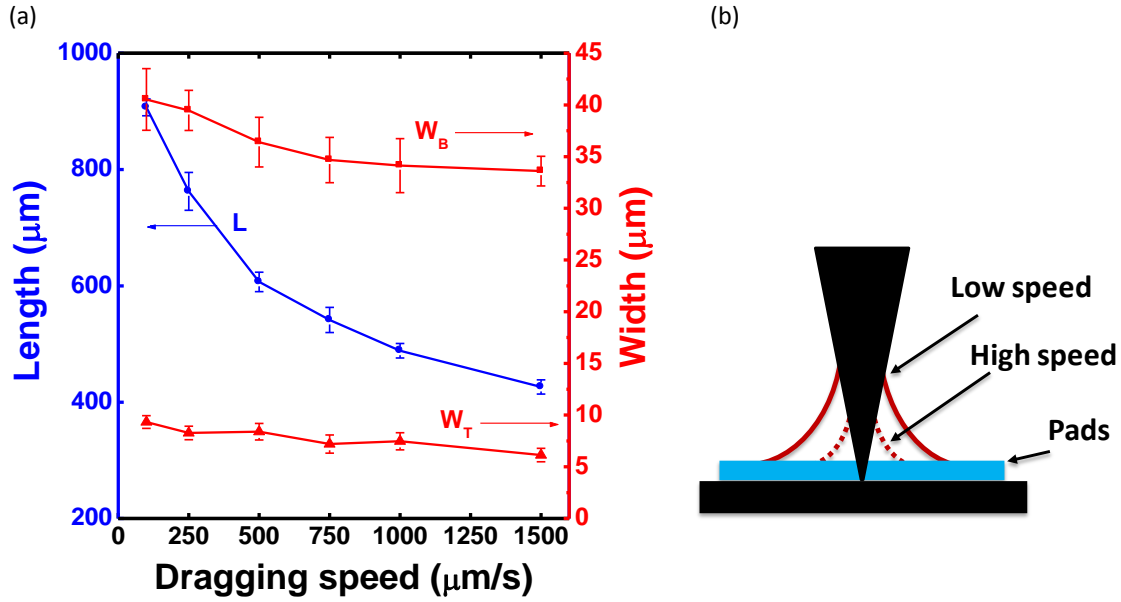 (a)
(b)
1000
800
600
400
200
Length (μm)
45
40
35
30
25
20
15
10
5
0
Width (μm)
W_B
L
W_T
0 250 500 750 1000 1250 1500
Dragging speed (μm/s)
Low speed
High speed
Pads